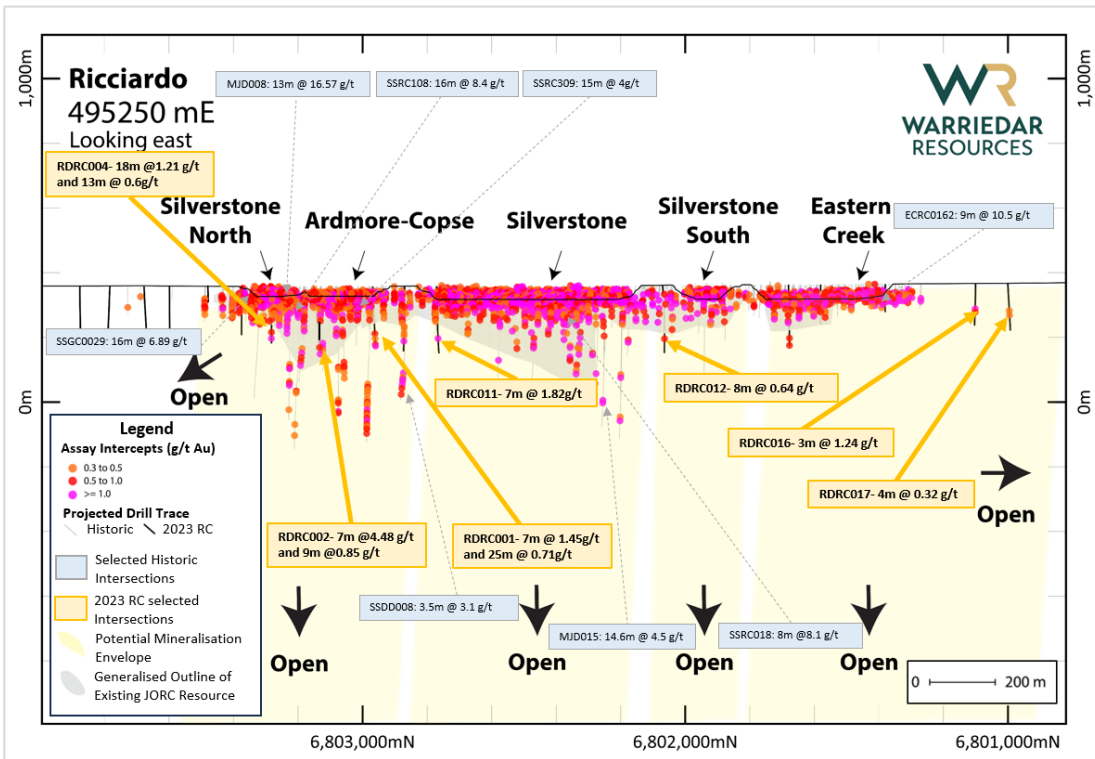 1,000m
Ricciardo
495250 mE
Looking east
MJD008: 13m @ 16.57 g/t
SSRC108: 16m @ 8.4 g/t
SSRC309: 15m @ 4g/t
WR
WARRIEDAR
RESOURCES
1,000m
RDRC004- 18m @1.21 g/t
and 13m @ 0.6g/t
Silverstone
North
Ardmore-Copse
Silverstone
Silverstone
South
Eastern
Creek
ECRC0162: 9m @ 10.5 g/t
SSGC0029: 16m @ 6.89 g/t
Open
0m
0m
RDRC011- 7m @ 1.82g/t
RDRC012- 8m @ 0.64 g/t
RDRC016- 3m @ 1.24 g/t
RDRC017- 4m @ 0.32 g/t
Open
Legend
Assay Intercepts (g/t Au)
0.3 to 0.5
0.5 to 1.0
>= 1.0
Projected Drill Trace
Historic
2023 RC
Selected Historic
Intersections
2023 RC selected
Intersections
Potential Mineralisation
Envelope
Generalised Outline of
Existing JORC Resource
RDRC002- 7m @4.48 g/t
and 9m @0.85 g/t
RDRC001- 7m @ 1.45g/t
and 25m @ 0.71g/t
SSDD008: 3.5m @ 3.1 g/t
MJD015: 14.6m @ 4.5 g/t
SSRC018: 8m @8.1 g/t
Open
Open
Open
Open
0
200 m
6,803,000mN
6,802,000mN
6,801,000mN